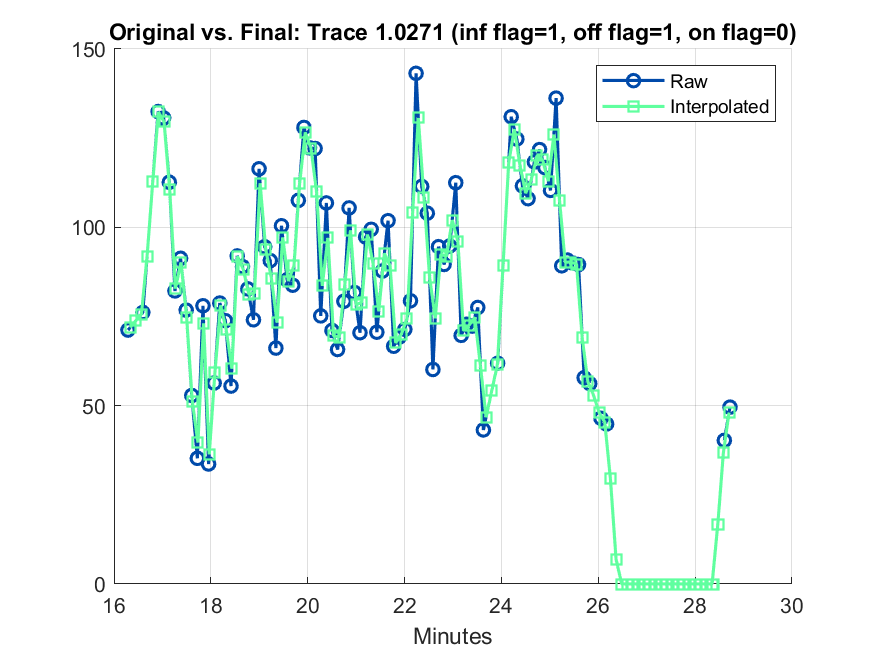 Original vs. Final: Trace 1.0271 (inf flag=1, off flag=1, on flag=0)
150
100
50
0
Raw
Interpolated
16 18 20 22 24 26 28 30
Minutes